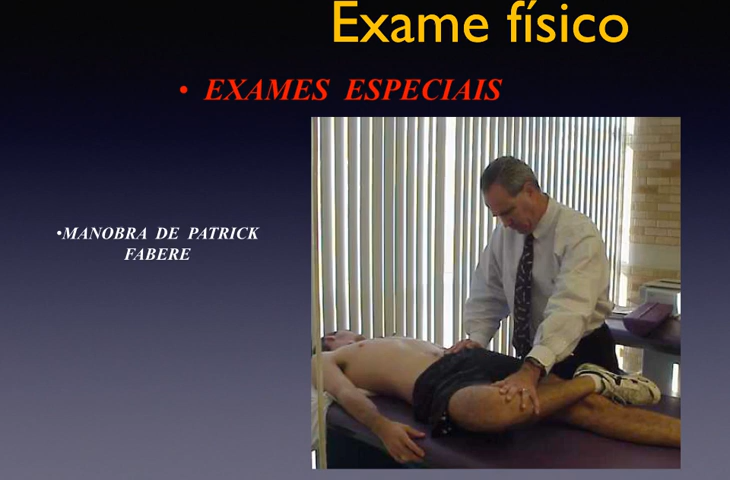 Exame físico
• EXAMES ESPECIAIS
•MANOBRA DE PATRICK
FABERE